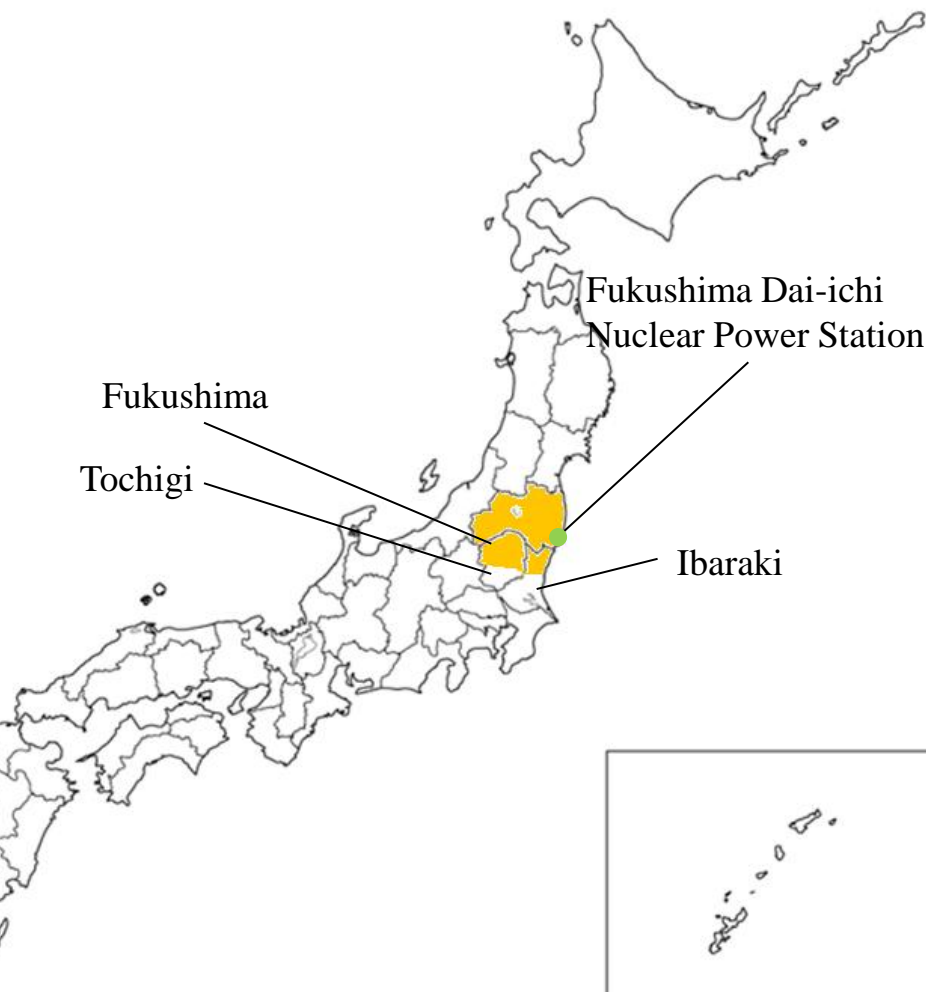 Fukushima Dai-ichi
Nuclear Power Station
Fukushima
Tochigi
Ibaraki